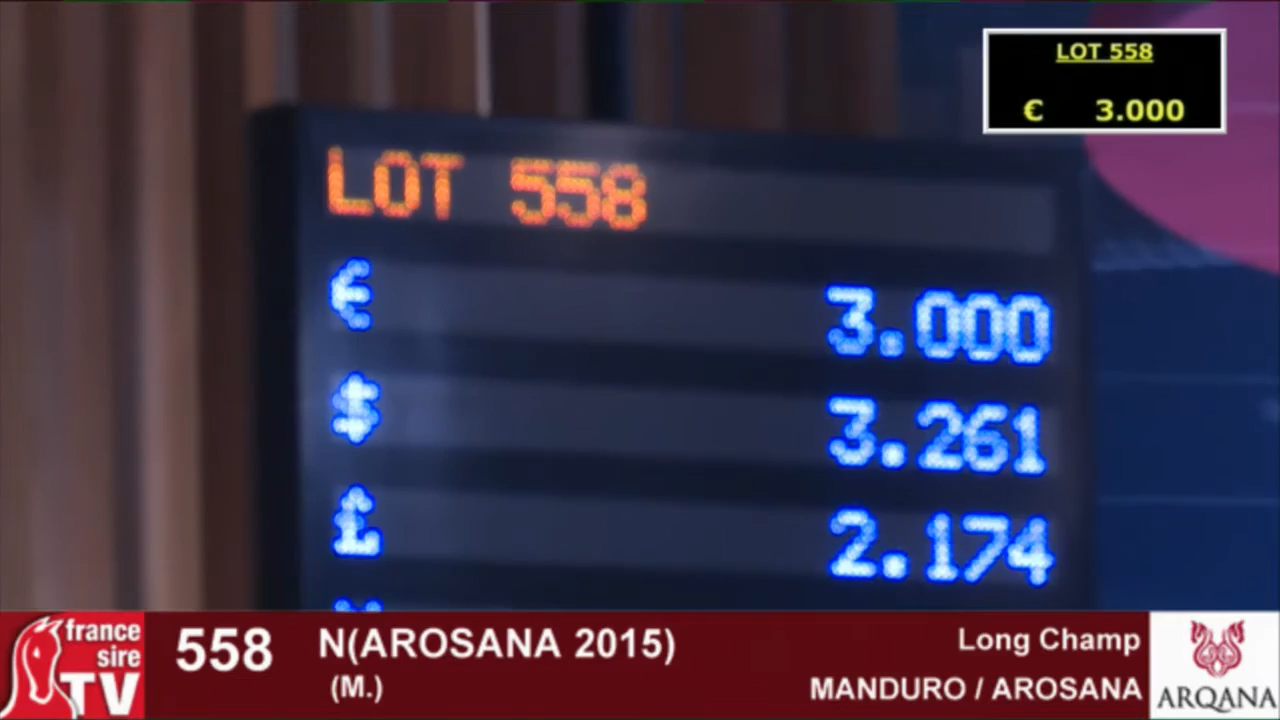 LOT 558
€ 3.000
LOT 558
€ 3.000
$ 3.261
£ 2.174
france
sire
TV
558
N(AROSANA 2015)
(M.)
Long Champ
MANDURO / AROSANA
ARQANA